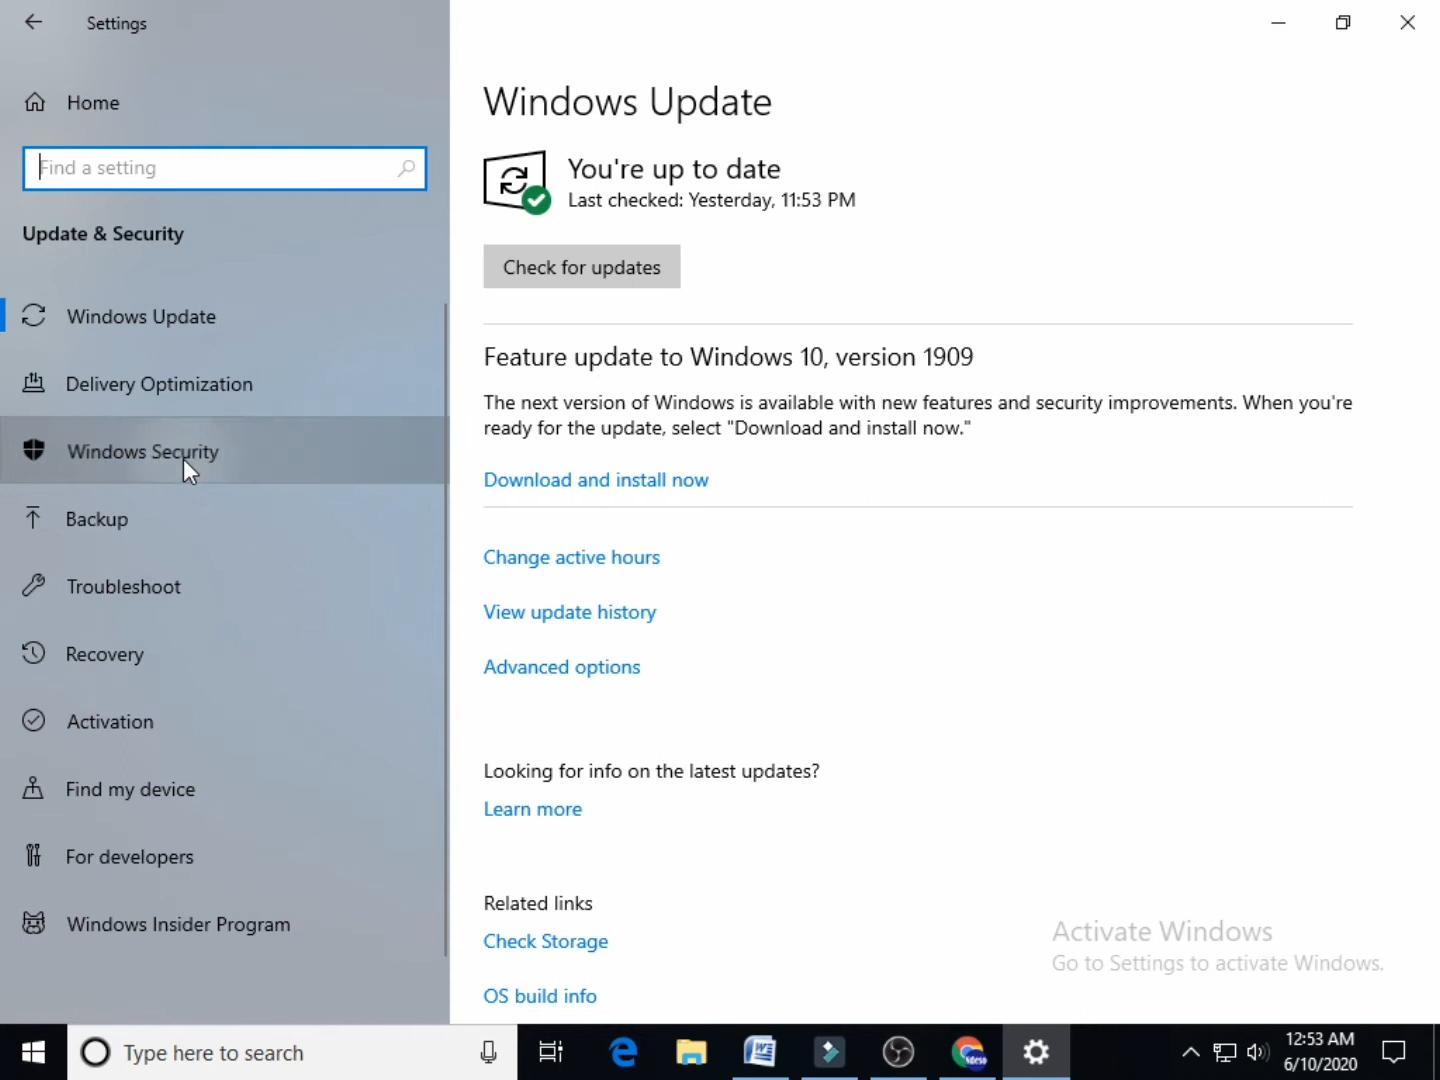 Settings
Home
Find a setting
Update & Security
Windows Update
Delivery Optimization
Windows Security
Backup
Troubleshoot
Recovery
Activation
Find my device
For developers
Windows Insider Program
Windows Update
You're up to date
Last checked: Yesterday, 11:53 PM
Check for updates
Feature update to Windows 10, version 1909
The next version of Windows is available with new features and security improvements. When you're
ready for the update, select "Download and install now."
Download and install now
Change active hours
View update history
Advanced options
Looking for info on the latest updates?
Learn more
Related links
Check Storage
OS build info
Activate Windows
Go to Settings to activate Windows.
Type here to search
12:53 AM
6/10/2020